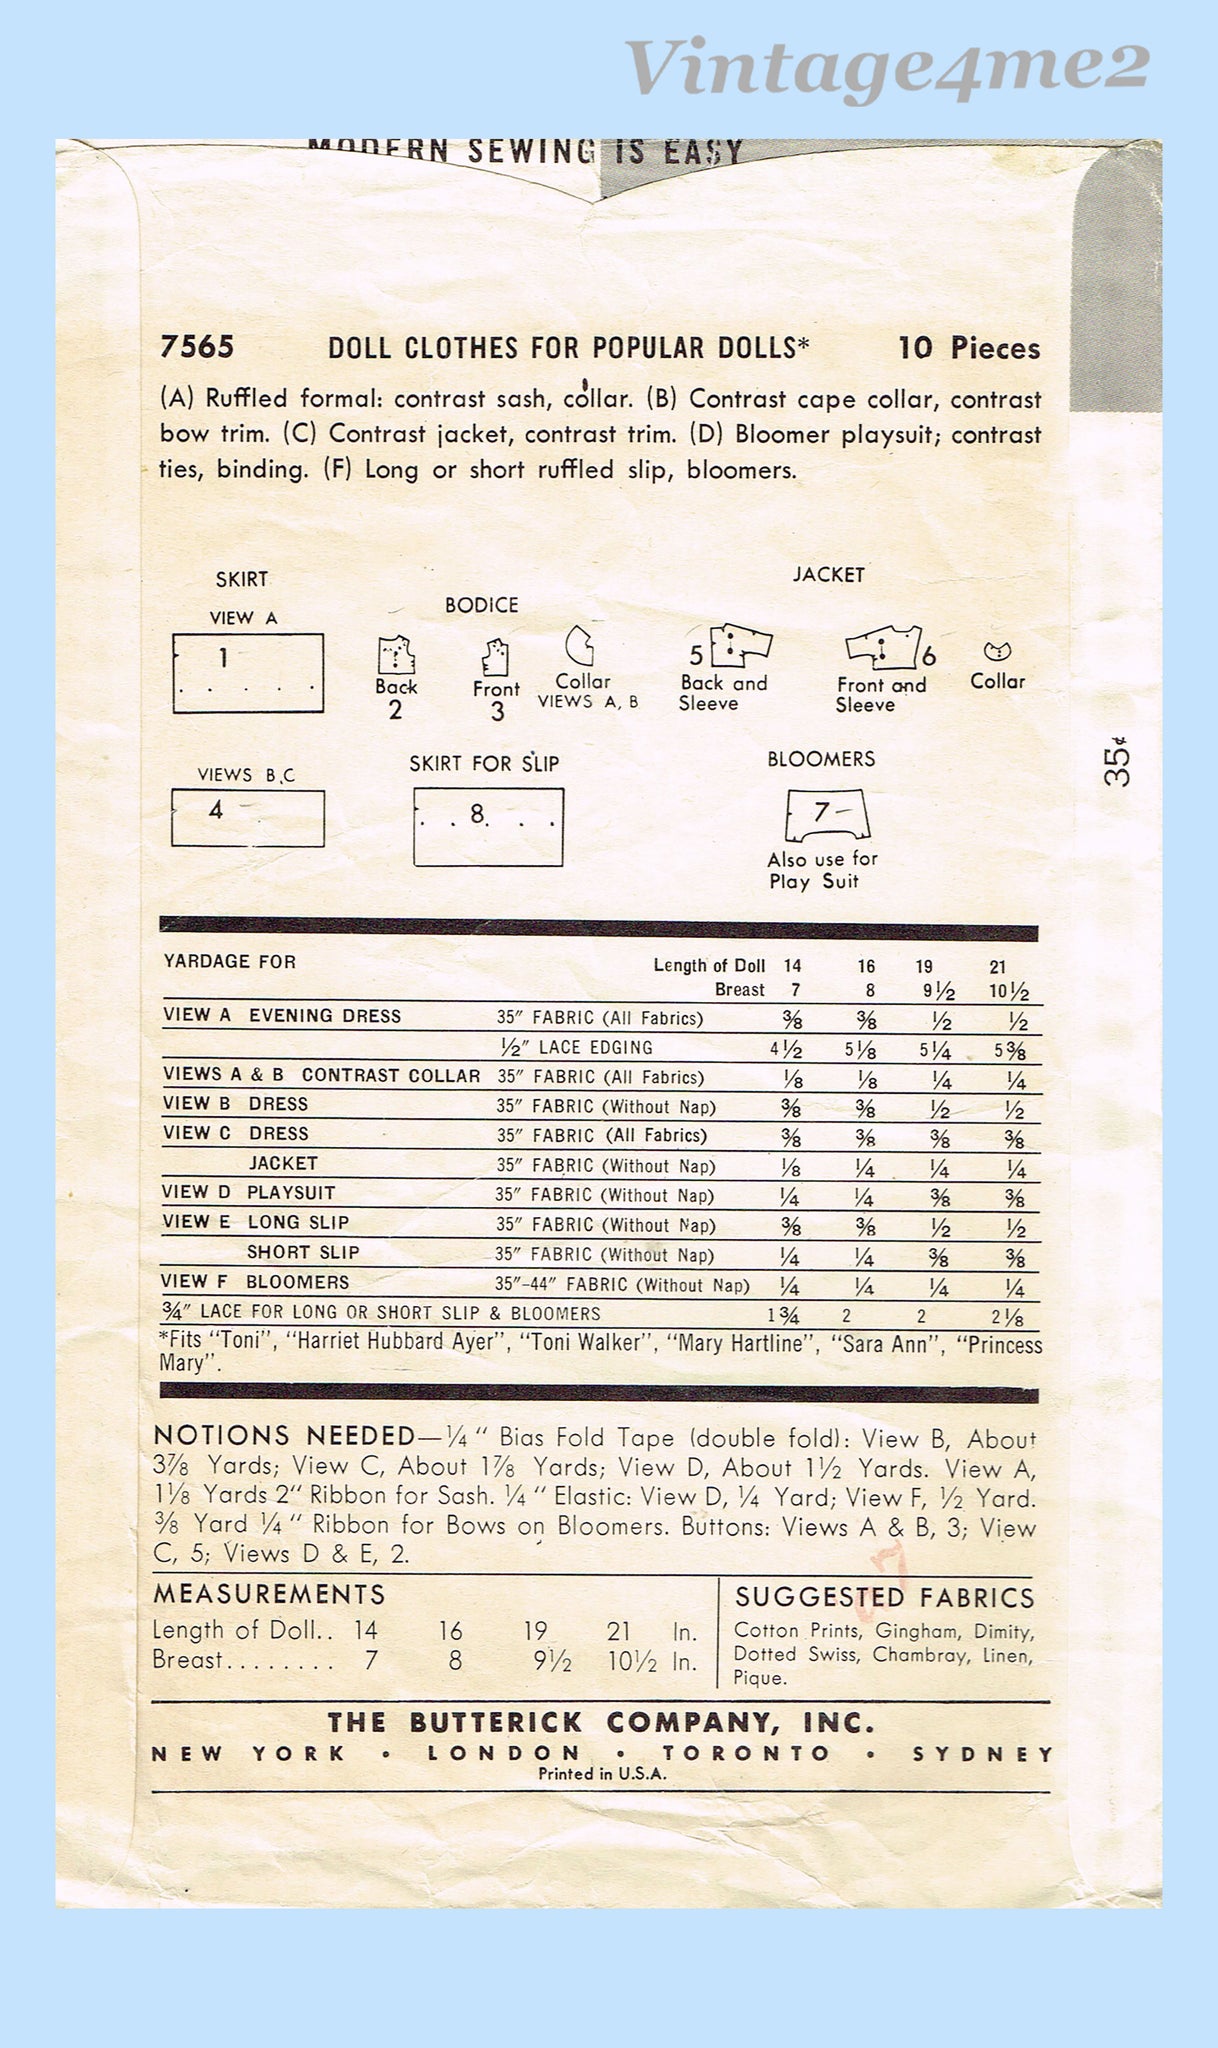 Vintage4me2
MODERN SEWING IS EASY
7565 DOLL CLOTHES FOR POPULAR DOLLS* 10 Pieces
(A) Ruffled formal: contrast sash, collar. (B) Contrast cape collar, contrast
bow trim. (C) Contrast jacket, contrast trim. (D) Bloomer playsuit; contrast
ties, binding. (F) Long or short ruffled slip, bloomers.
SKIRT
JACKET
VIEW A
BODICE
1
5
6
Back
2
Front
3
Collar
VIEWS A, B
Back and
Sleeve
Front and
Sleeve
Collar
35¢
VIEWS B,C
4
SKIRT FOR SLIP
8
BLOOMERS
7
Also use for
Play Suit
YARDAGE FOR Length of Doll 14 16 19 21
Breast 7 8 9½ 10½
VIEW A EVENING DRESS 35" FABRIC (All Fabrics) ⅜ ⅜ ½ ½
½" LACE EDGING 4½ 5⅛ 5¼ 5⅜
VIEWS A & B CONTRAST COLLAR 35" FABRIC (All Fabrics) ⅛ ⅛ ¼ ¼
VIEW B DRESS 35" FABRIC (Without Nap) ⅜ ⅜ ½ ½
VIEW C DRESS 35" FABRIC (All Fabrics) ⅜ ⅜ ⅜ ⅜
JACKET 35" FABRIC (Without Nap) ⅛ ¼ ¼ ¼
VIEW D PLAYSUIT 35" FABRIC (Without Nap) ¼ ¼ ⅜ ⅜
VIEW E LONG SLIP 35" FABRIC (Without Nap) ⅜ ⅜ ½ ½
SHORT SLIP 35" FABRIC (Without Nap) ¼ ¼ ⅜ ⅜
VIEW F BLOOMERS 35"-44" FABRIC (Without Nap) ¼ ¼ ¼ ¼
¾" LACE FOR LONG OR SHORT SLIP & BLOOMERS 1¾ 2 2 2⅛
*Fits "Toni", "Harriet Hubbard Ayer", "Toni Walker", "Mary Hartline", "Sara Ann", "Princess
Mary".
NOTIONS NEEDED—¼" Bias Fold Tape (double fold): View B, About
3⅞ Yards; View C, About 1⅞ Yards; View D, About 1½ Yards. View A,
1⅛ Yards 2" Ribbon for Sash. ¼" Elastic: View D, ¼ Yard; View F, ½ Yard.
⅜ Yard ¼" Ribbon for Bows on Bloomers. Buttons: Views A & B, 3; View
C, 5; Views D & E, 2.
MEASUREMENTS
Length of Doll.. 14 16 19 21 In.
Breast........ 7 8 9½ 10½ In.
SUGGESTED FABRICS
Cotton Prints, Gingham, Dimity,
Dotted Swiss, Chambray, Linen,
Pique.
THE BUTTERICK COMPANY, INC.
NEW YORK • LONDON • TORONTO • SYDNEY
Printed in U.S.A.